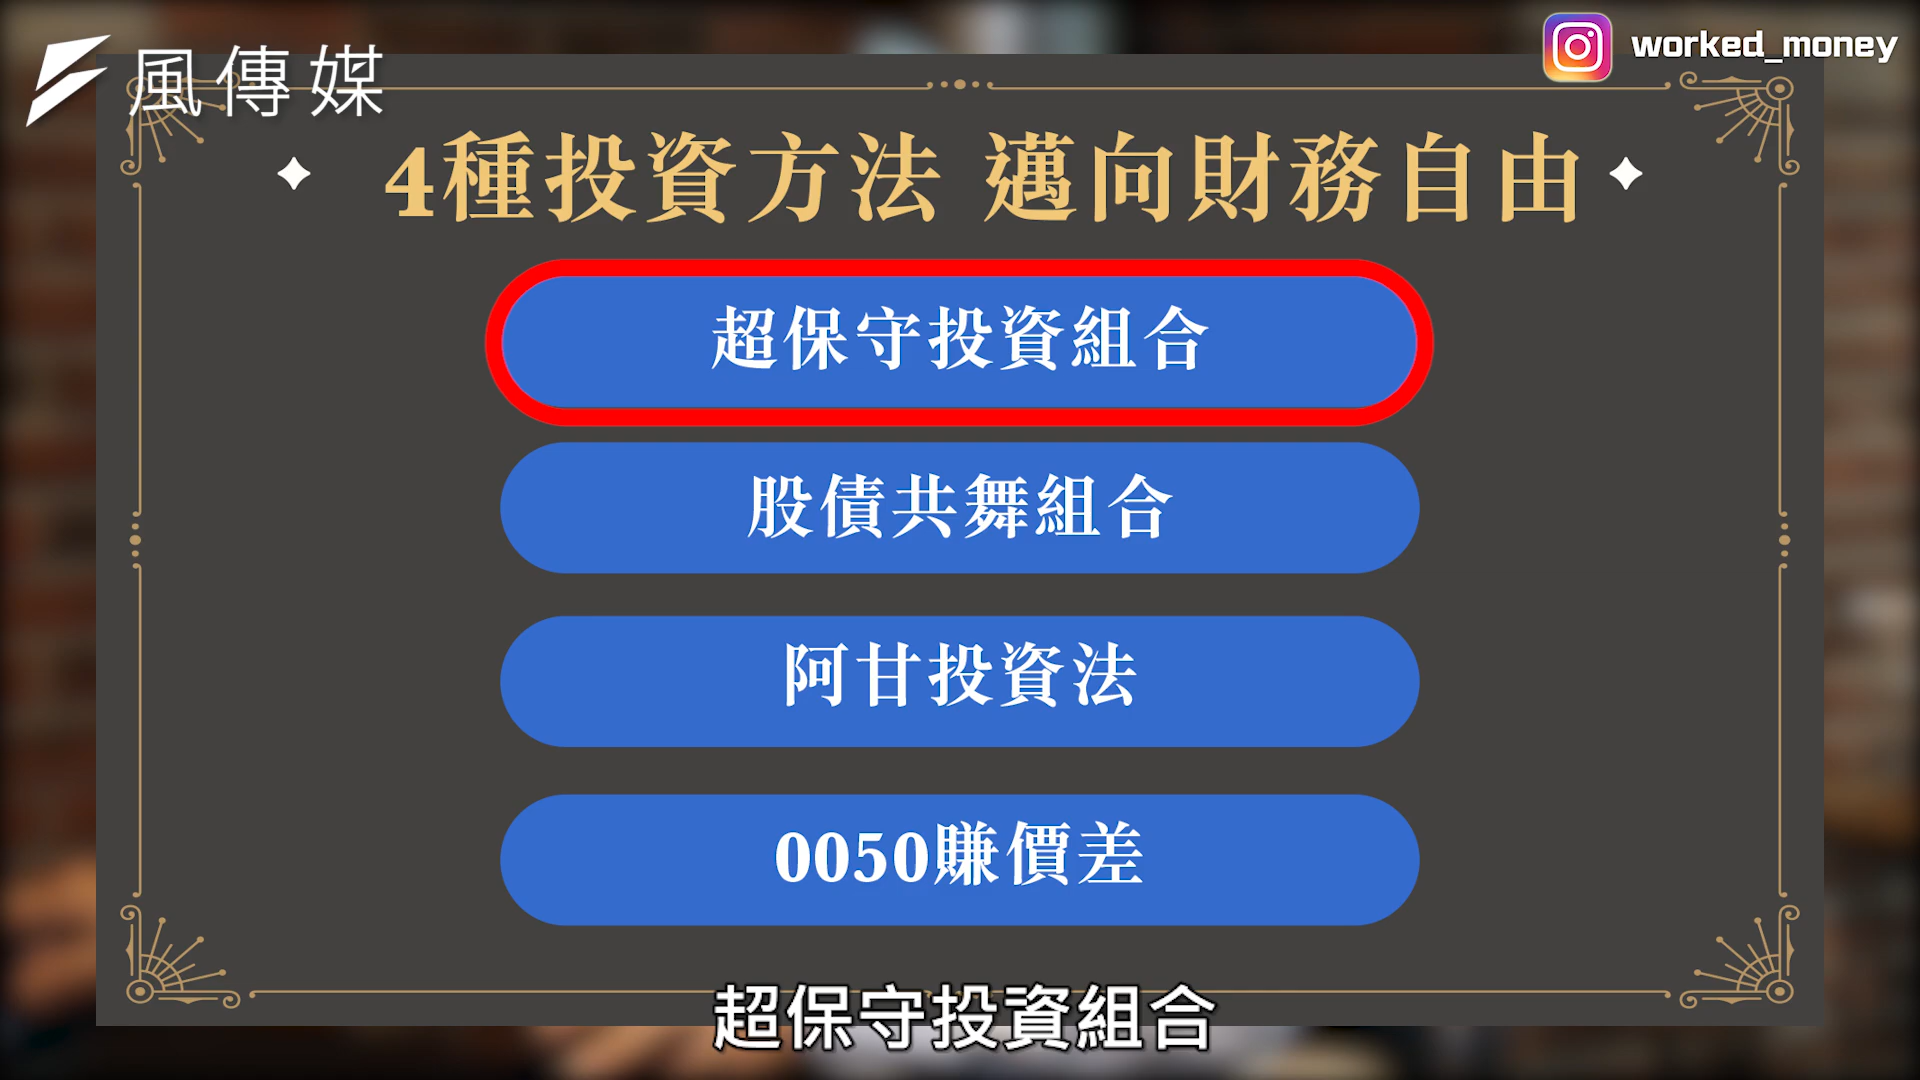 風傳媒
worked_money
4種投資方法 邁向財務自由
超保守投資組合
股債共舞組合
阿甘投資法
0050賺價差
超保守投資組合